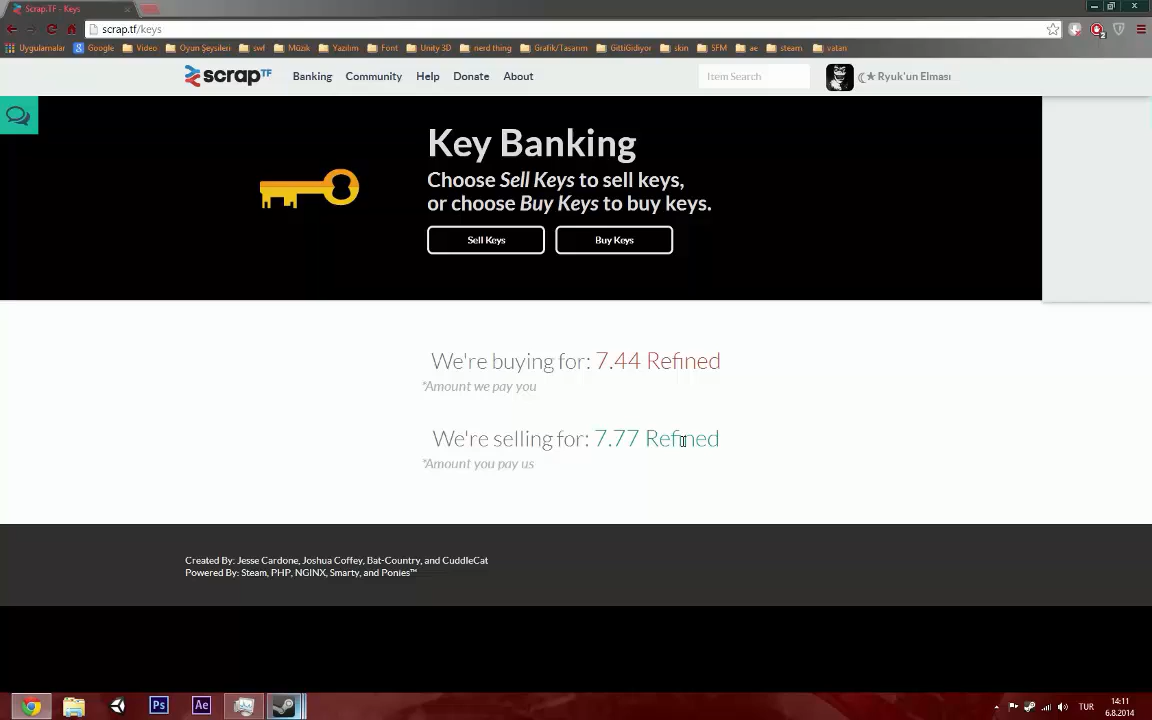 Scrap.TF - Keys
scrap.tf/keys
Uygulamalar Google Video Oyun Şeysileri swf Müzik Yazılım Font Unity 3D nerd thing Grafik/Tasarım GittiGidiyor skin SFM ae steam vatan
scrapTF Banking Community Help Donate About Item Search ☾★ Ryuk'un Elması
Key Banking
Choose Sell Keys to sell keys,
or choose Buy Keys to buy keys.
Sell Keys Buy Keys
We're buying for: 7.44 Refined
*Amount we pay you
We're selling for: 7.77 Refined
*Amount you pay us
Created By: Jesse Cardone, Joshua Coffey, Bat-Country, and CuddleCat
Powered By: Steam, PHP, NGINX, Smarty, and Ponies™
Ps Ae TUR 14:11
6.8.2014